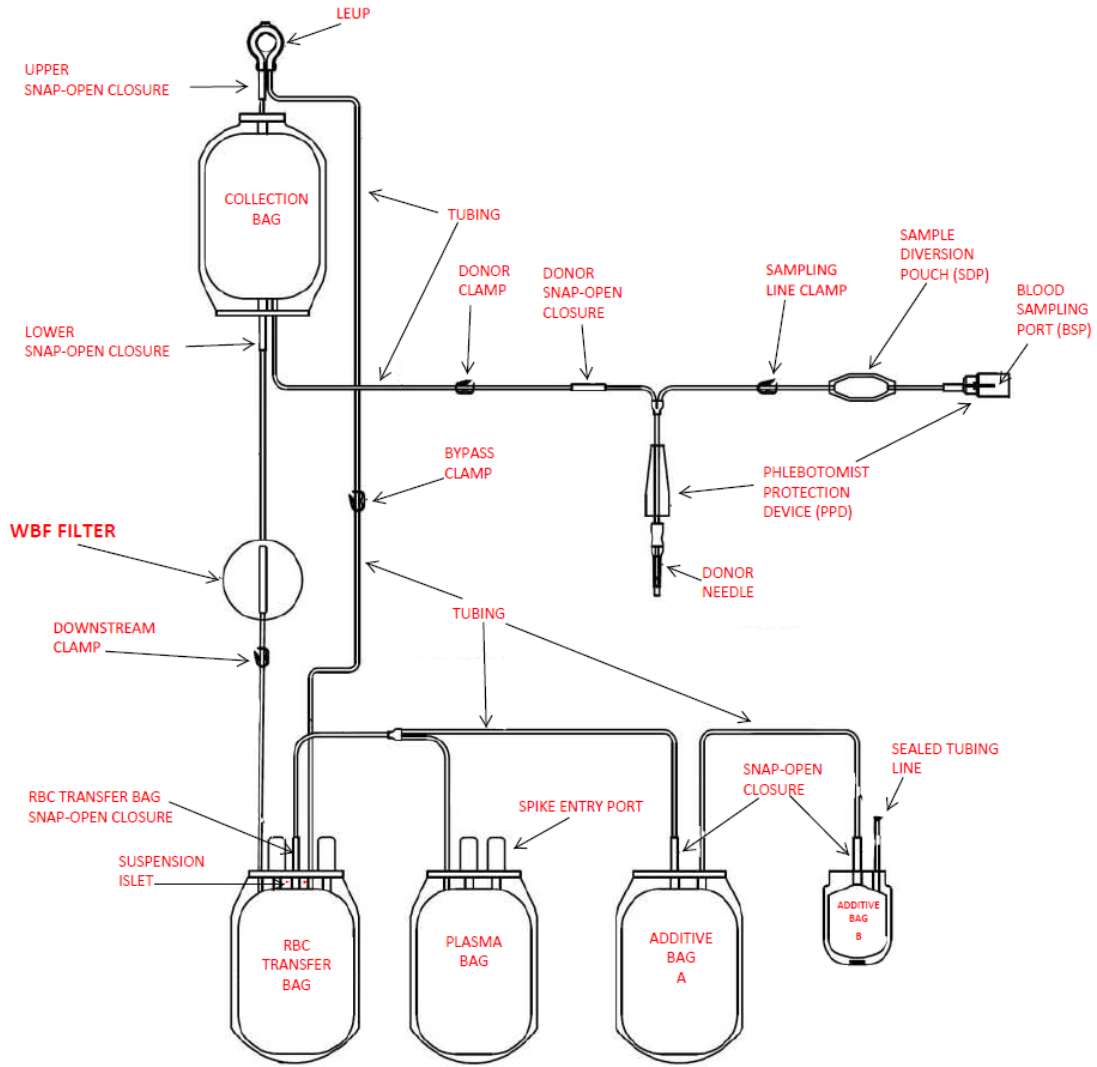 LEUP
UPPER
SNAP-OPEN CLOSURE
COLLECTION
BAG
TUBING
DONOR
CLAMP
DONOR
SNAP-OPEN
CLOSURE
SAMPLING
LINE CLAMP
SAMPLE
DIVERSION
POUCH (SDP)
BLOOD
SAMPLING
PORT (BSP)
LOWER
SNAP-OPEN CLOSURE
BYPASS
CLAMP
PHLEBOTOMIST
PROTECTION
DEVICE (PPD)
WBF FILTER
DONOR
NEEDLE
DOWNSTREAM
CLAMP
TUBING
SEALED TUBING
LINE
SNAP-OPEN
CLOSURE
RBC TRANSFER BAG
SNAP-OPEN CLOSURE
SPIKE ENTRY PORT
SUSPENSION
ISLET
RBC
TRANSFER
BAG
PLASMA
BAG
ADDITIVE
BAG
A
ADDITIVE
BAG
B